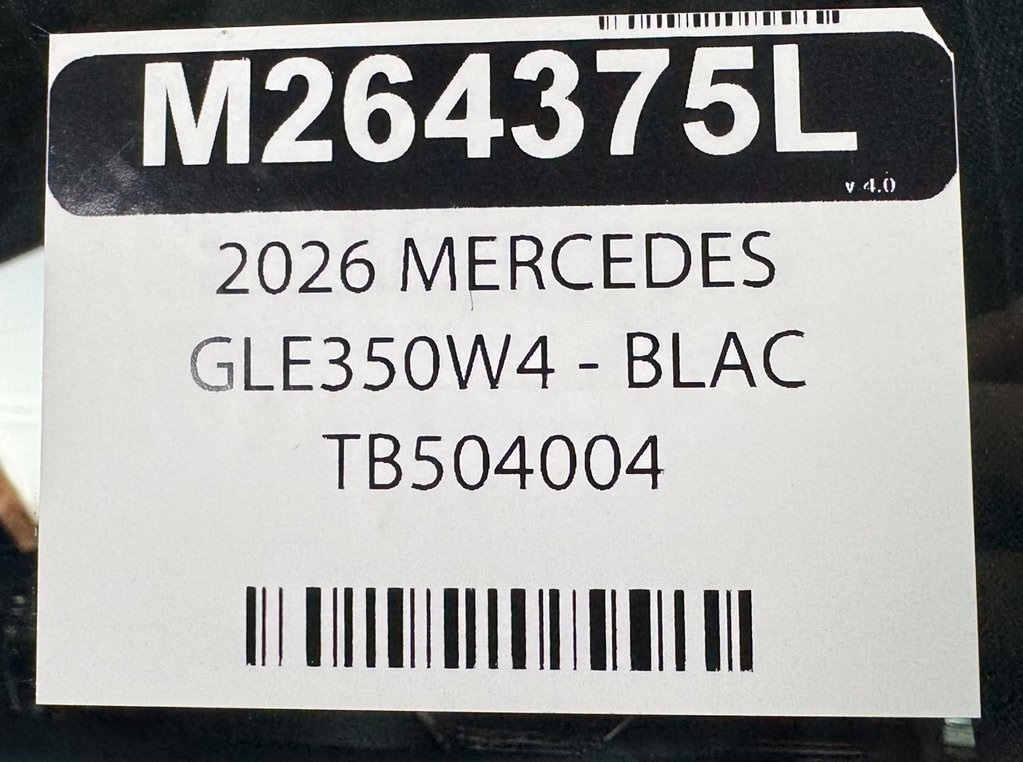 M264375L
v 4.0
2026 MERCEDES
GLE350W4 - BLAC
TB504004